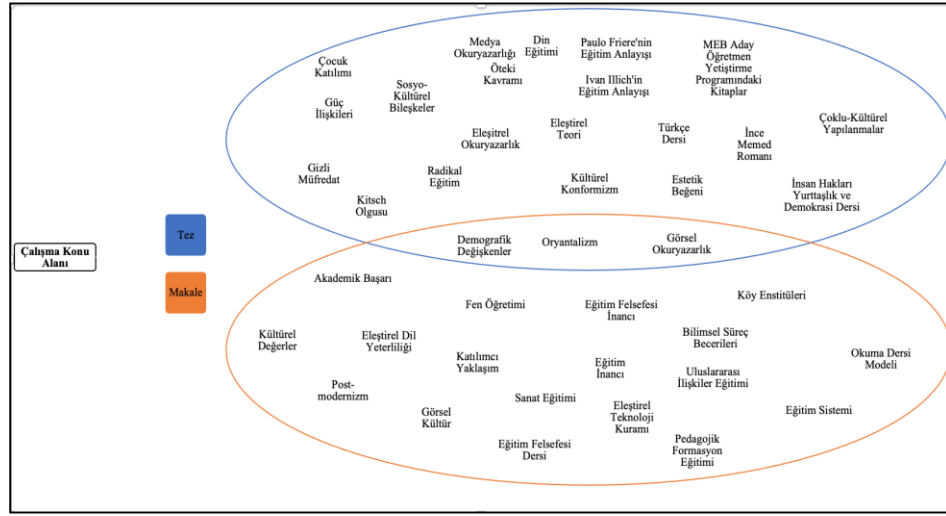 Çalışma Konu
Alanı
Tez
Makale
Çocuk
Katılımı
Güç
İlişkileri
Sosyo-
Kültürel
Bileşkeler
Medya
Okuryazarlığı
Öteki
Kavramı
Din
Eğitimi
Paulo Friere'nin
Eğitim Anlayışı
Ivan Illich'in
Eğitim Anlayışı
MEB Aday
Öğretmen
Yetiştirme
Programındaki
Kitaplar
Çoklu-Kültürel
Yapılanmalar
Eleşitrel
Okuryazarlık
Eleştirel
Teori
Türkçe
Dersi
İnce
Memed
Romanı
Gizli
Müfredat
Kitsch
Olgusu
Radikal
Eğitim
Kültürel
Konformizm
Estetik
Beğeni
İnsan Hakları
Yurttaşlık ve
Demokrasi Dersi
Demografik
Değişkenler
Oryantalizm
Görsel
Okuryazarlık
Akademik Başarı
Fen Öğretimi
Eğitim Felsefesi
İnancı
Köy Enstitüleri
Kültürel
Değerler
Eleştirel Dil
Yeterliliği
Katılımcı
Yaklaşım
Eğitim
İnancı
Bilimsel Süreç
Becerileri
Uluslararası
İlişkiler Eğitimi
Okuma Dersi
Modeli
Post-
modernizm
Görsel
Kültür
Sanat Eğitimi
Eleştirel
Teknoloji
Kuramı
Eğitim Sistemi
Eğitim Felsefesi
Dersi
Pedagojik
Formasyon
Eğitimi